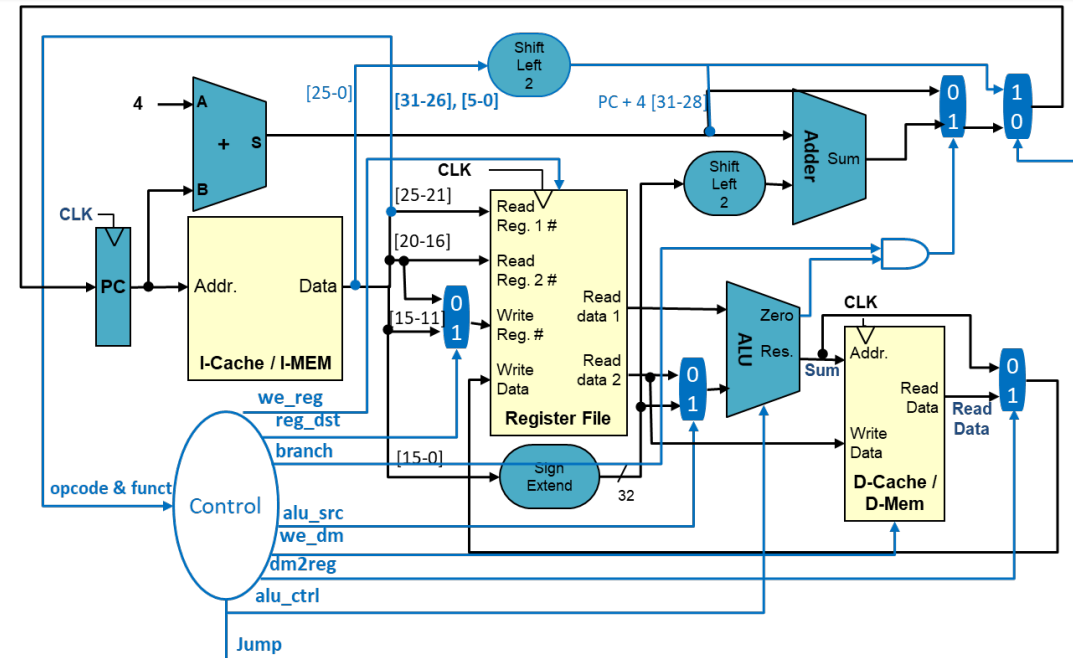 Shift
Left
2
[25-0]
[31-26], [5-0]
PC + 4 [31-28]
0
1
1
0
4
A
+
S
B
Adder
Sum
Shift
Left
2
CLK
CLK
[25-21]
Read
Reg. 1 #
[20-16]
Read
Reg. 2 #
PC
Addr.
Data
I-Cache / I-MEM
0
1
[15-11]
Write
Reg. #
Write
Data
Read
data 1
Read
data 2
Register File
0
1
ALU
Zero
Res.
Sum
CLK
Addr.
Read
Data
Write
Data
D-Cache /
D-Mem
Read
Data
0
1
we_reg
reg_dst
branch
[15-0]
Sign
Extend
32
opcode & funct
Control
alu_src
we_dm
dm2reg
alu_ctrl
Jump